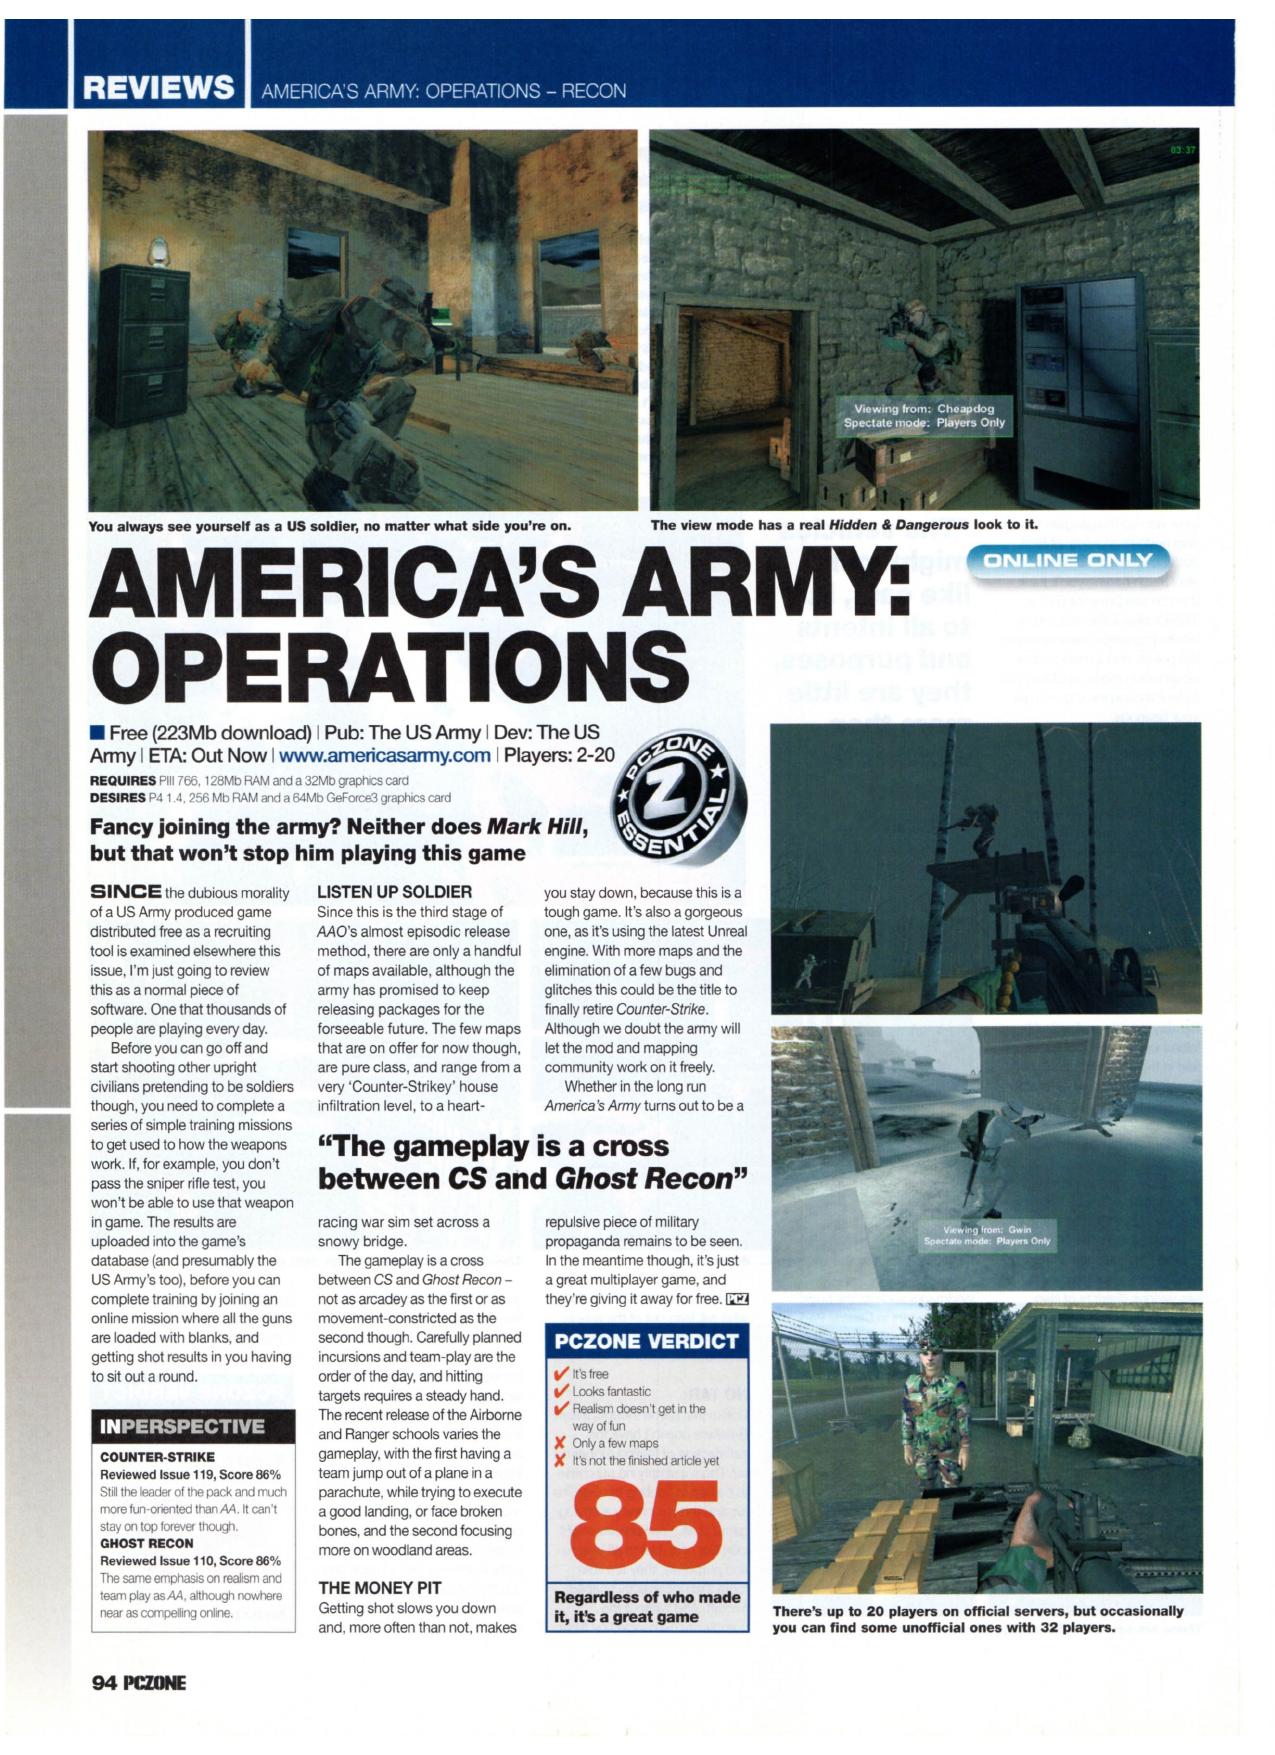 REVIEWS
AMERICA'S ARMY: OPERATIONS – RECON
03:37
Viewing from: Cheapdog
Spectate mode: Players Only
You always see yourself as a US soldier, no matter what side you're on.
The view mode has a real Hidden & Dangerous look to it.
AMERICA'S ARMY:
OPERATIONS
ONLINE ONLY
■ Free (223Mb download) | Pub: The US Army | Dev: The US
Army | ETA: Out Now | www.americasarmy.com | Players: 2-20
REQUIRES PIII 766, 128Mb RAM and a 32Mb graphics card
DESIRES P4 1.4, 256 Mb RAM and a 64Mb GeForce3 graphics card
PCZONE
Z
ESSENTIAL
Fancy joining the army? Neither does Mark Hill,
but that won't stop him playing this game
SINCE the dubious morality
of a US Army produced game
distributed free as a recruiting
tool is examined elsewhere this
issue, I'm just going to review
this as a normal piece of
software. One that thousands of
people are playing every day.
Before you can go off and
start shooting other upright
civilians pretending to be soldiers
though, you need to complete a
series of simple training missions
to get used to how the weapons
work. If, for example, you don't
pass the sniper rifle test, you
won't be able to use that weapon
in game. The results are
uploaded into the game's
database (and presumably the
US Army's too), before you can
complete training by joining an
online mission where all the guns
are loaded with blanks, and
getting shot results in you having
to sit out a round.
INPERSPECTIVE
COUNTER-STRIKE
Reviewed Issue 119, Score 86%
Still the leader of the pack and much
more fun-oriented than AA. It can't
stay on top forever though.
GHOST RECON
Reviewed Issue 110, Score 86%
The same emphasis on realism and
team play as AA, although nowhere
near as compelling online.
LISTEN UP SOLDIER
Since this is the third stage of
AAO's almost episodic release
method, there are only a handful
of maps available, although the
army has promised to keep
releasing packages for the
forseeable future. The few maps
that are on offer for now though,
are pure class, and range from a
very 'Counter-Strikey' house
infiltration level, to a heart-
"The gameplay is a cross
between CS and Ghost Recon"
racing war sim set across a
snowy bridge.
The gameplay is a cross
between CS and Ghost Recon –
not as arcadey as the first or as
movement-constricted as the
second though. Carefully planned
incursions and team-play are the
order of the day, and hitting
targets requires a steady hand.
The recent release of the Airborne
and Ranger schools varies the
gameplay, with the first having a
team jump out of a plane in a
parachute, while trying to execute
a good landing, or face broken
bones, and the second focusing
more on woodland areas.
THE MONEY PIT
Getting shot slows you down
and, more often than not, makes
you stay down, because this is a
tough game. It's also a gorgeous
one, as it's using the latest Unreal
engine. With more maps and the
elimination of a few bugs and
glitches this could be the title to
finally retire Counter-Strike.
Although we doubt the army will
let the mod and mapping
community work on it freely.
Whether in the long run
America's Army turns out to be a
repulsive piece of military
propaganda remains to be seen.
In the meantime though, it's just
a great multiplayer game, and
they're giving it away for free. PCZ
PCZONE VERDICT
✓ It's free
✓ Looks fantastic
✓ Realism doesn't get in the
way of fun
✗ Only a few maps
✗ It's not the finished article yet
85
Regardless of who made
it, it's a great game
Viewing from: Gwin
Spectate mode: Players Only
There's up to 20 players on official servers, but occasionally
you can find some unofficial ones with 32 players.
94 PCZONE